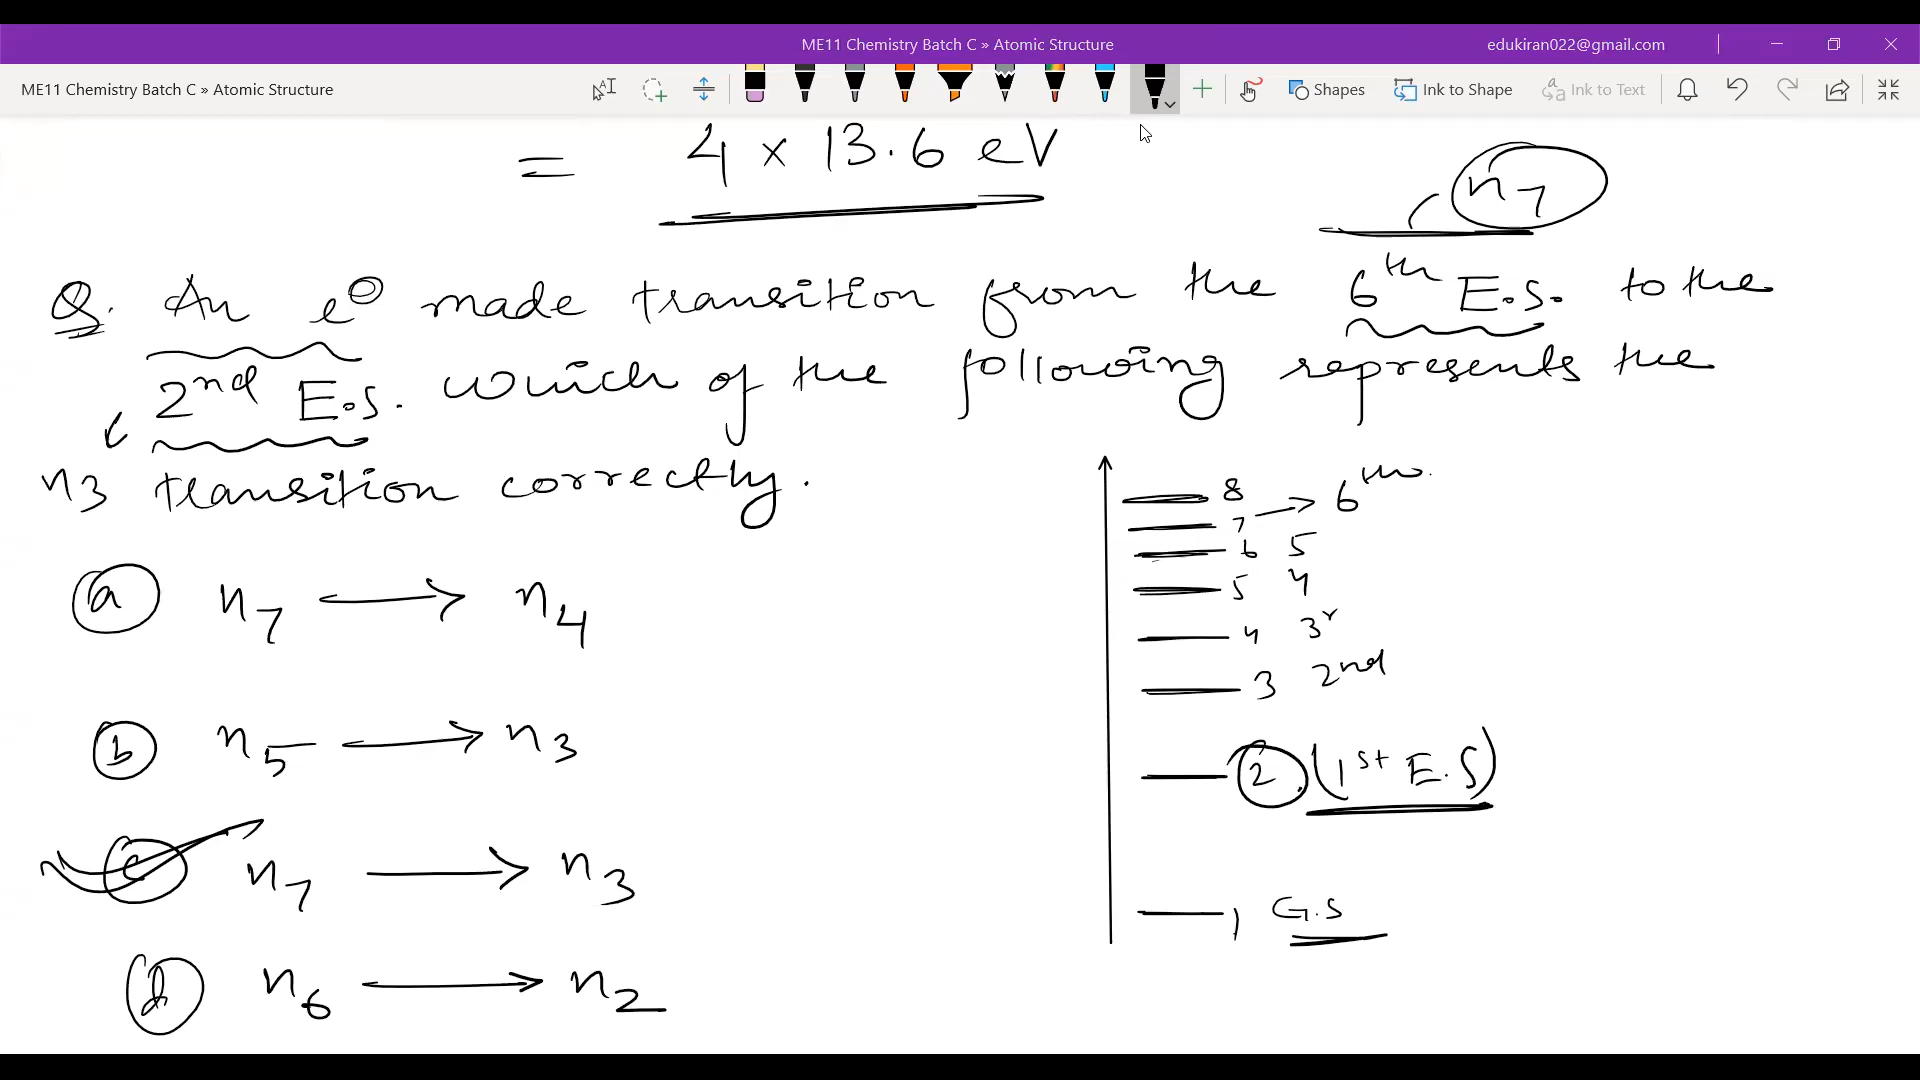 ME11 Chemistry Batch C » Atomic Structure
edukiran022@gmail.com
ME11 Chemistry Batch C » Atomic Structure
Shapes
Ink to Shape
Ink to Text
= 4 x 13.6 eV
n7
Q. An e⊖ made transition from the 6th E.S. to the
2nd E.S. which of the following represents the
n3 transition correctly.
8
7 → 6th
6 5
5 4
4 3r
3 2nd
2 (1st E.S)
1 G.S
a n7 → n4
b n5 → n3
c n7 → n3
d n6 → n2